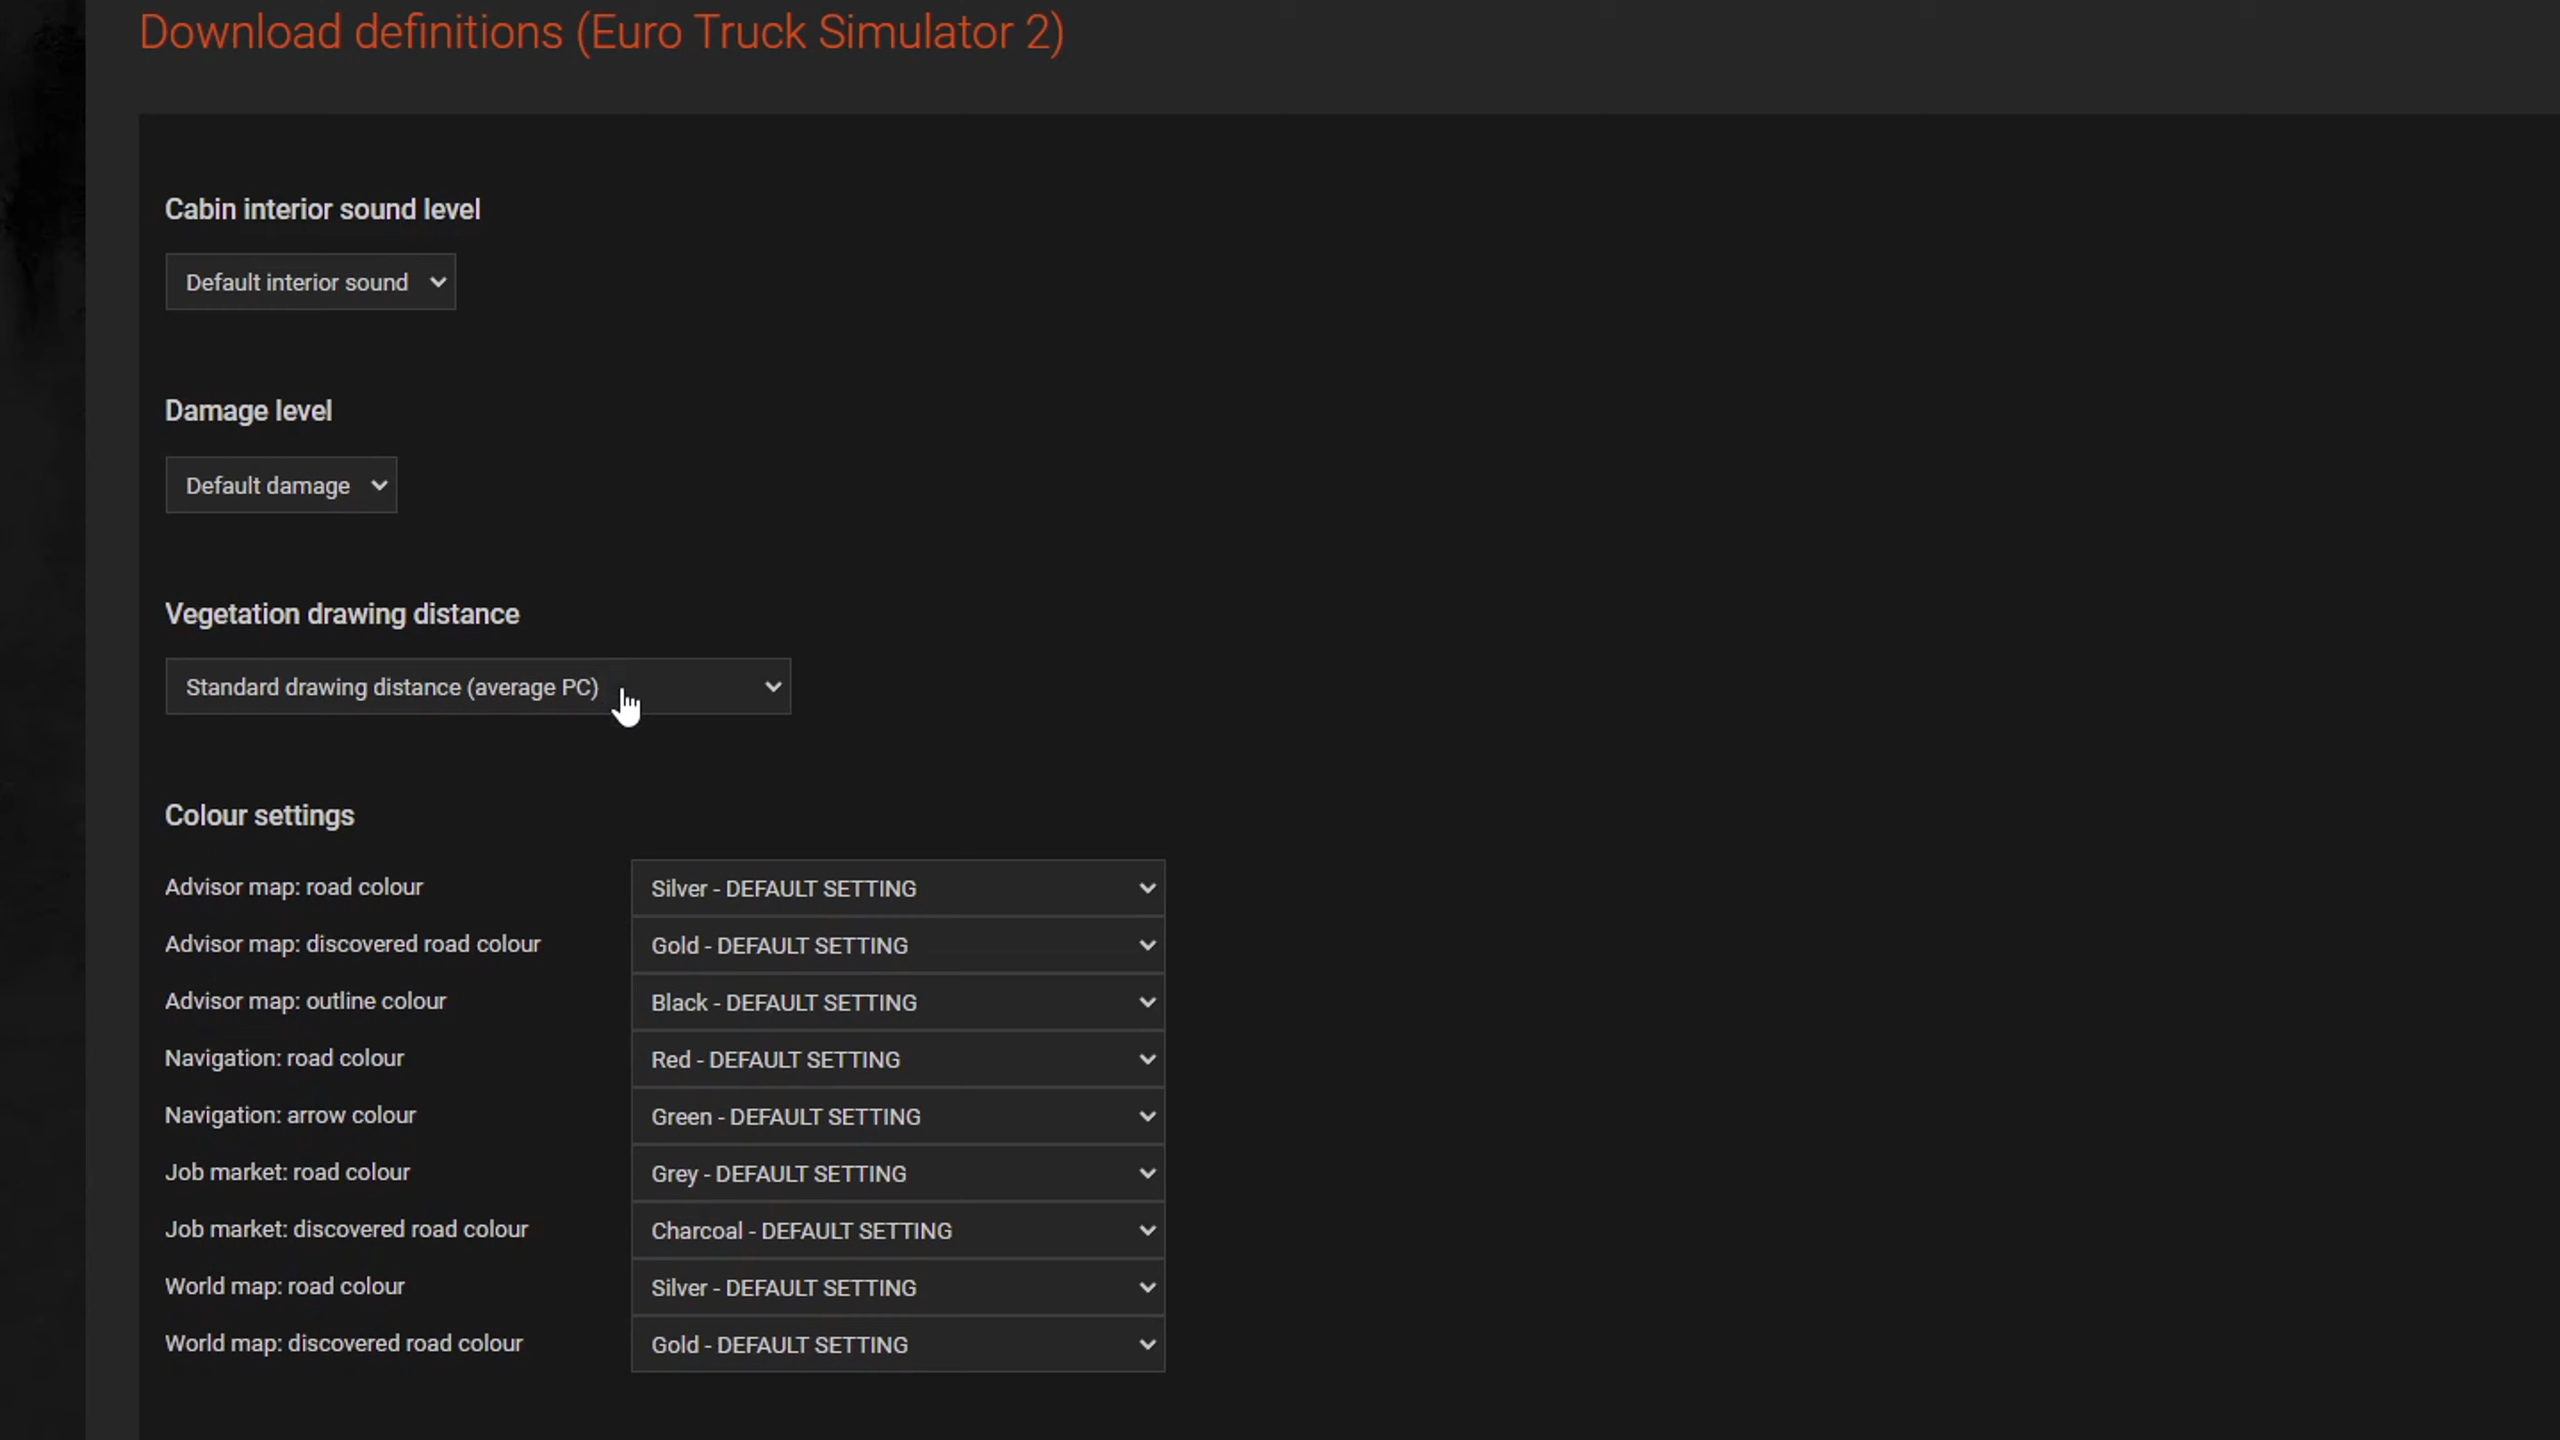 Download definitions (Euro Truck Simulator 2)
Cabin interior sound level
Default interior sound
Damage level
Default damage
Vegetation drawing distance
Standard drawing distance (average PC)
Colour settings
Advisor map: road colour Silver - DEFAULT SETTING
Advisor map: discovered road colour Gold - DEFAULT SETTING
Advisor map: outline colour Black - DEFAULT SETTING
Navigation: road colour Red - DEFAULT SETTING
Navigation: arrow colour Green - DEFAULT SETTING
Job market: road colour Grey - DEFAULT SETTING
Job market: discovered road colour Charcoal - DEFAULT SETTING
World map: road colour Silver - DEFAULT SETTING
World map: discovered road colour Gold - DEFAULT SETTING